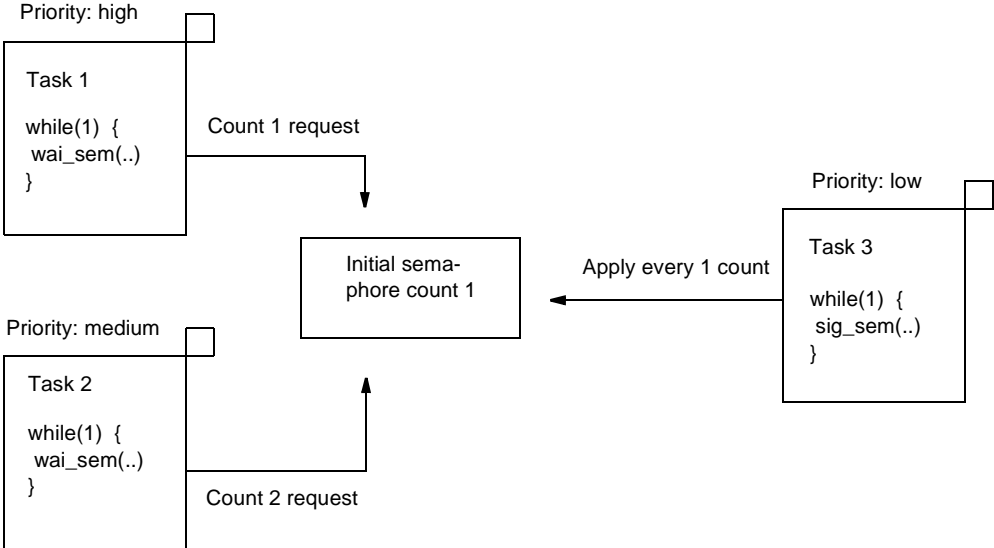 Priority: high
Task 1
while(1) {
wai_sem(..)
}
Count 1 request
Priority: low
Task 3
while(1) {
sig_sem(..)
}
Apply every 1 count
Initial sema-
phore count 1
Priority: medium
Task 2
while(1) {
wai_sem(..)
}
Count 2 request